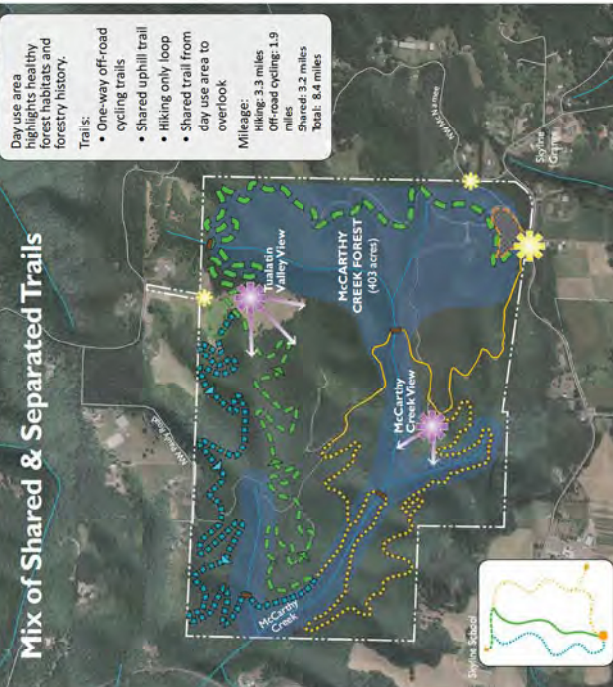 Mix of Shared & Separated Trails
Day use area
highlights healthy
forest habitats and
forestry history.
Trails:
• One-way off-road
cycling trails
• Shared uphill trail
• Hiking only loop
• Shared trail from
day use area to
overlook
Mileage:
Hiking: 3.3 miles
Off-road cycling: 1.9
miles
Shared: 3.2 miles
Total: 8.4 miles
Tualatin
Valley View
McCARTHY
CREEK FOREST
(403 acres)
McCarthy
Creek View
McCarthy
Creek
NW McNamee
Skyline
Grange
Skyline School